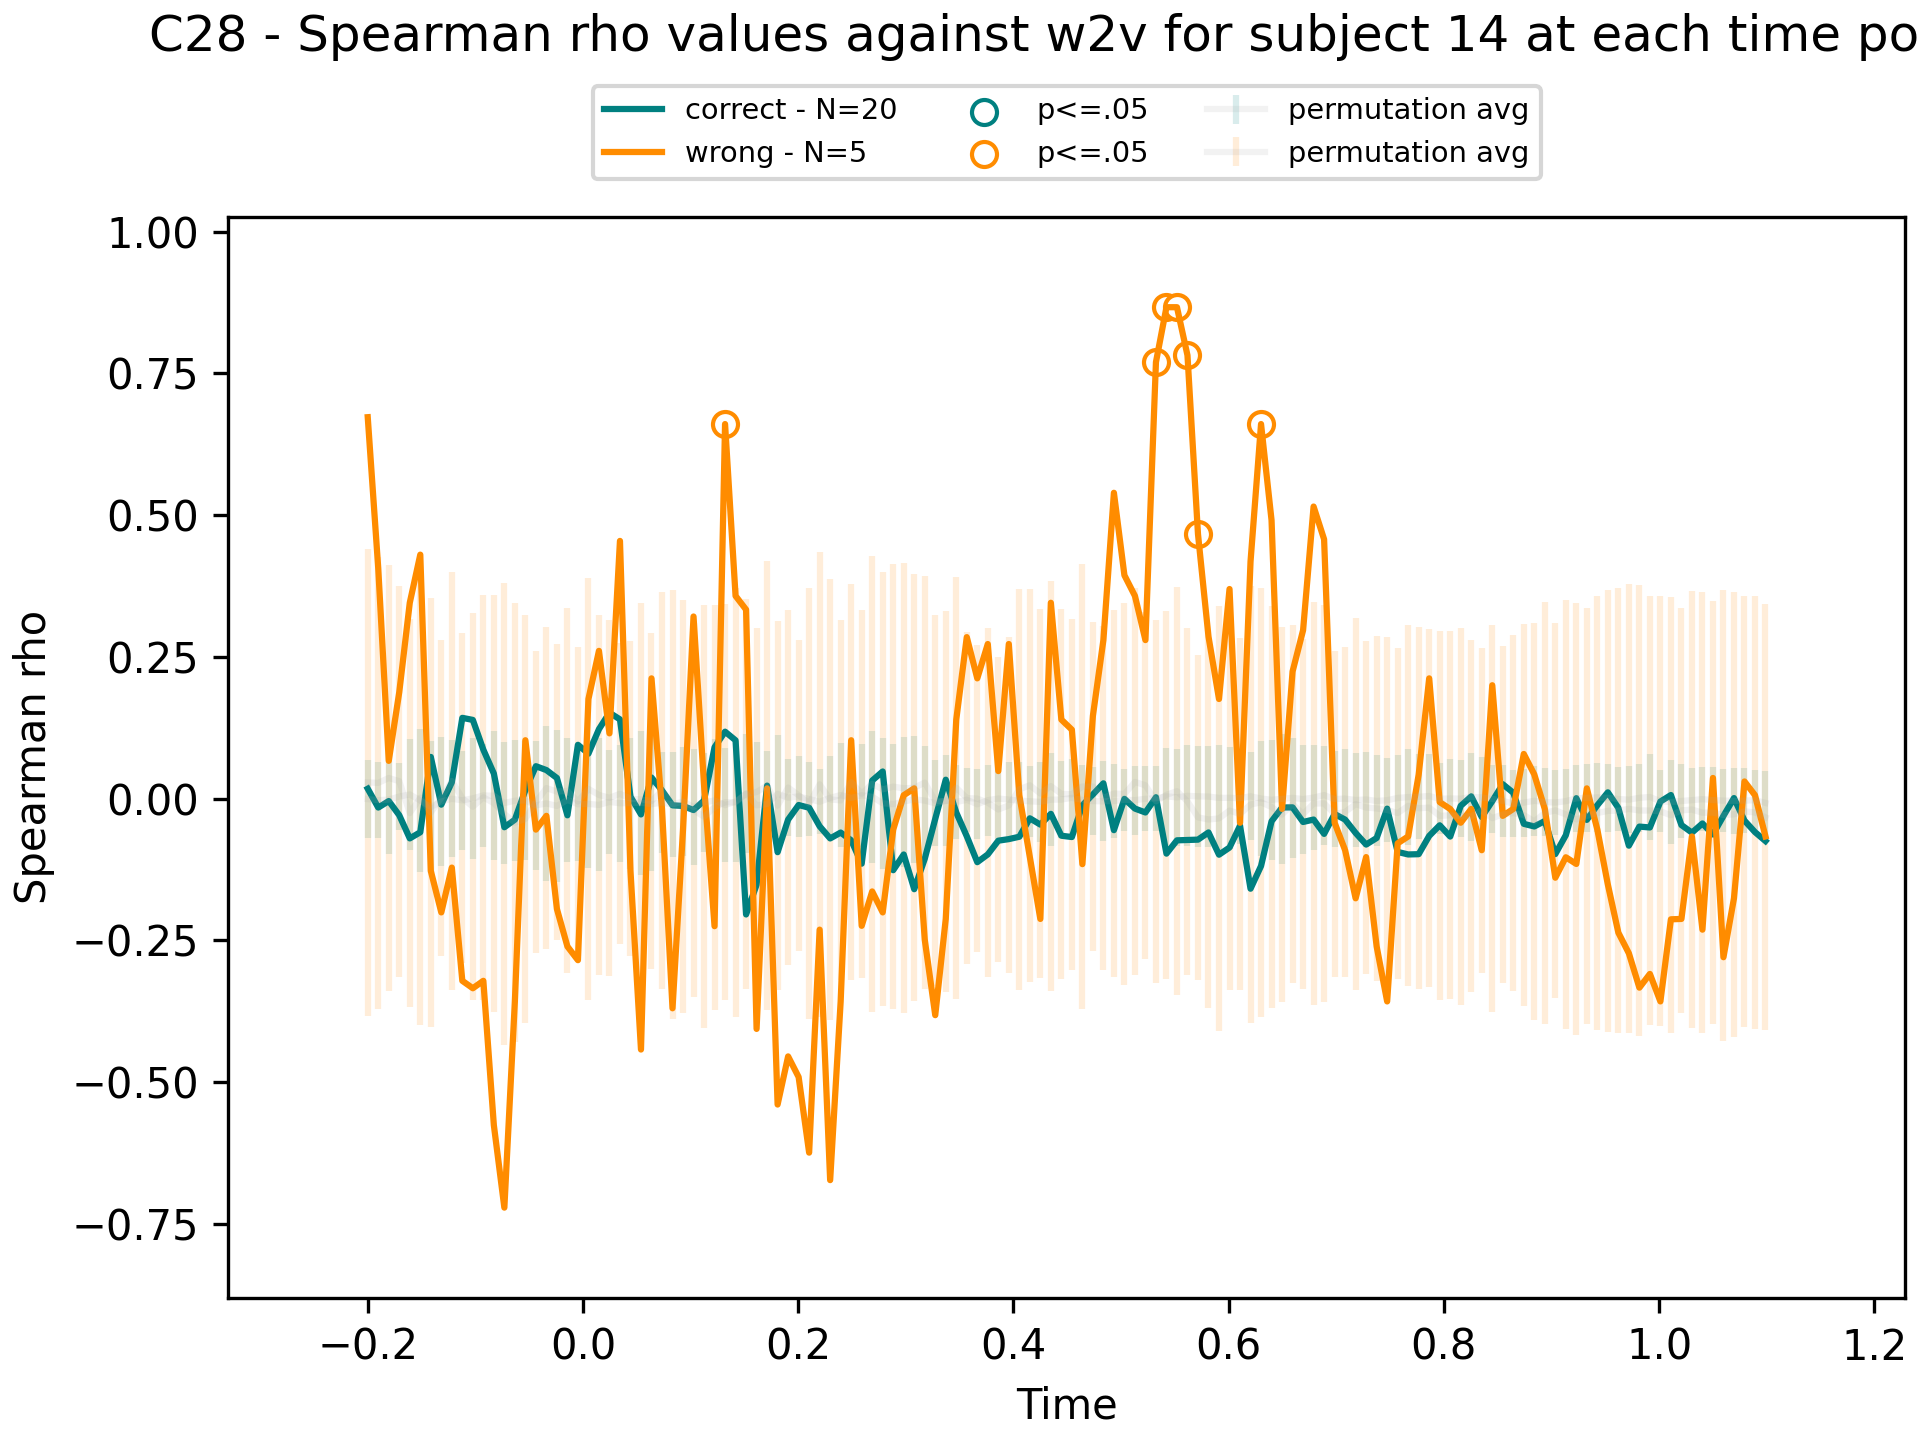 C28 - Spearman rho values against w2v for subject 14 at each time po
correct - N=20 p<=.05 permutation avg
wrong - N=5 p<=.05 permutation avg
1.00
0.75
0.50
0.25
0.00
−0.25
−0.50
−0.75
Spearman rho
−0.2 0.0 0.2 0.4 0.6 0.8 1.0 1.2
Time